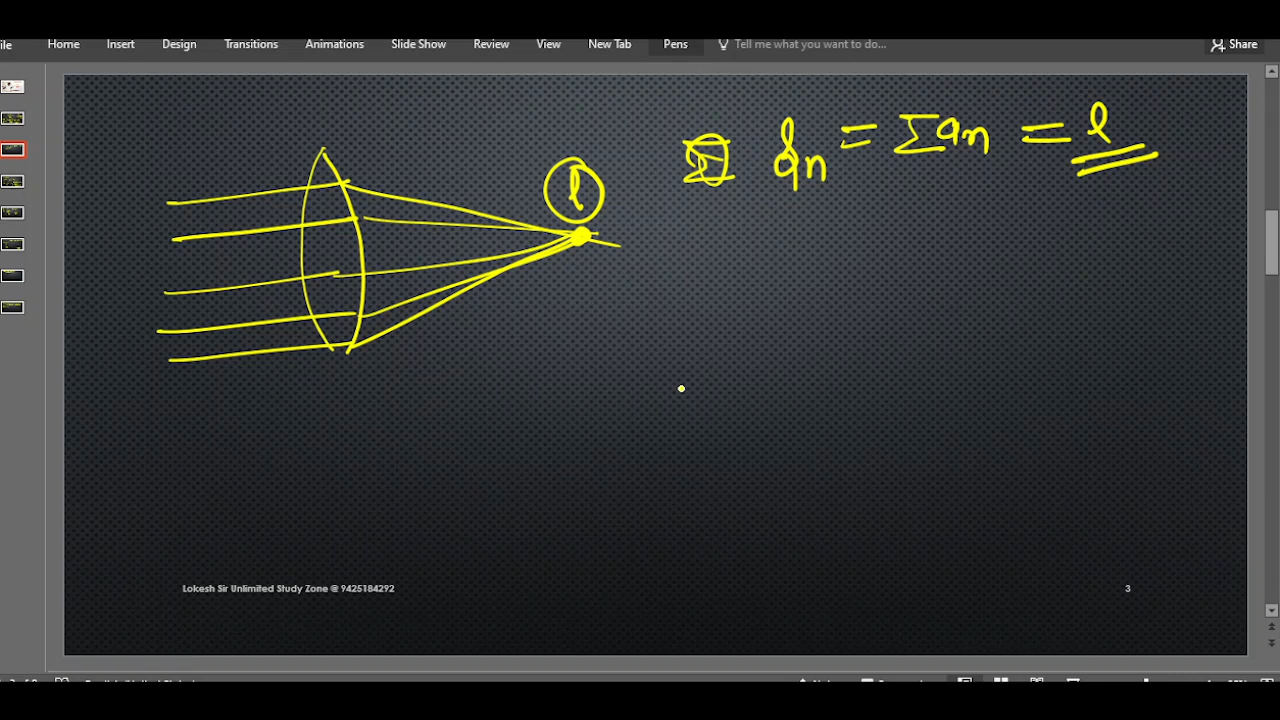 File Home Insert Design Transitions Animations Slide Show Review View New Tab Pens Tell me what you want to do... Share
= Σan = l
l
Lokesh Sir Unlimited Study Zone @ 9425184292
3